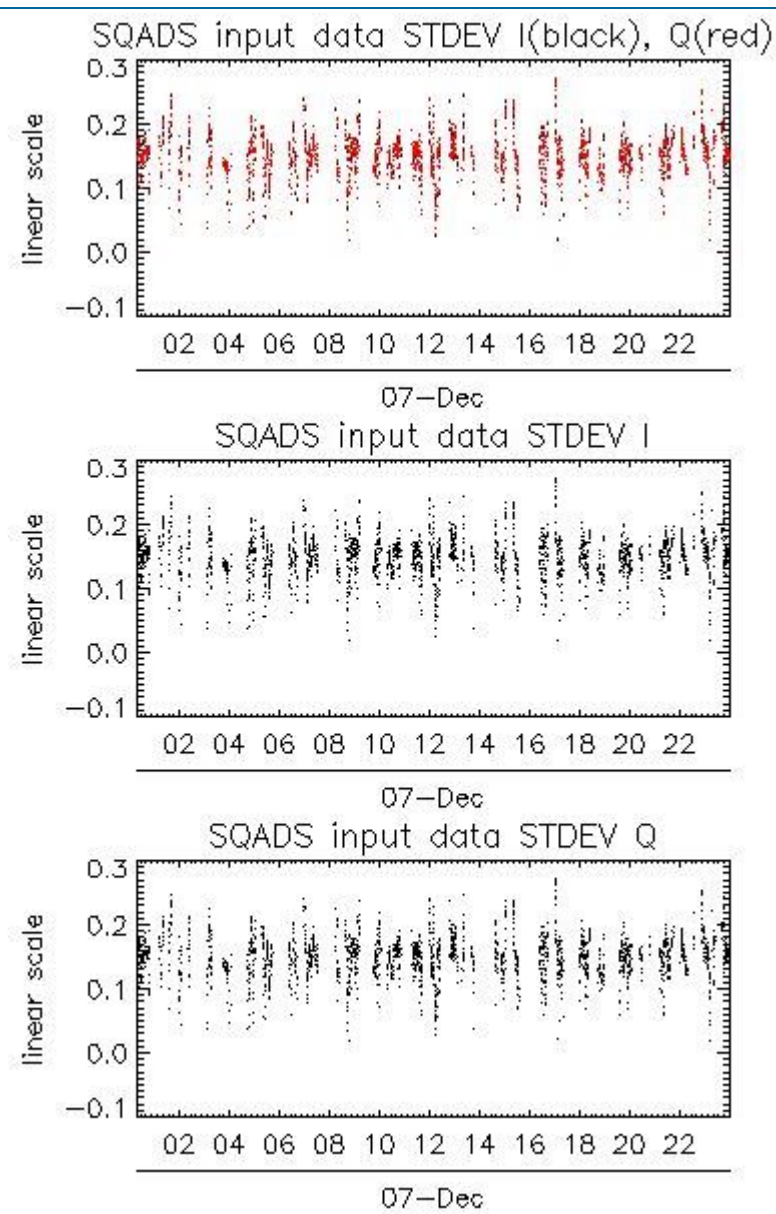 SQADS input data STDEV I(black), Q(red)
0.3
0.2
0.1
0.0
−0.1
linear scale
02 04 06 08 10 12 14 16 18 20 22
07−Dec
SQADS input data STDEV I
0.3
0.2
0.1
0.0
−0.1
linear scale
02 04 06 08 10 12 14 16 18 20 22
07−Dec
SQADS input data STDEV Q
0.3
0.2
0.1
0.0
−0.1
linear scale
02 04 06 08 10 12 14 16 18 20 22
07−Dec